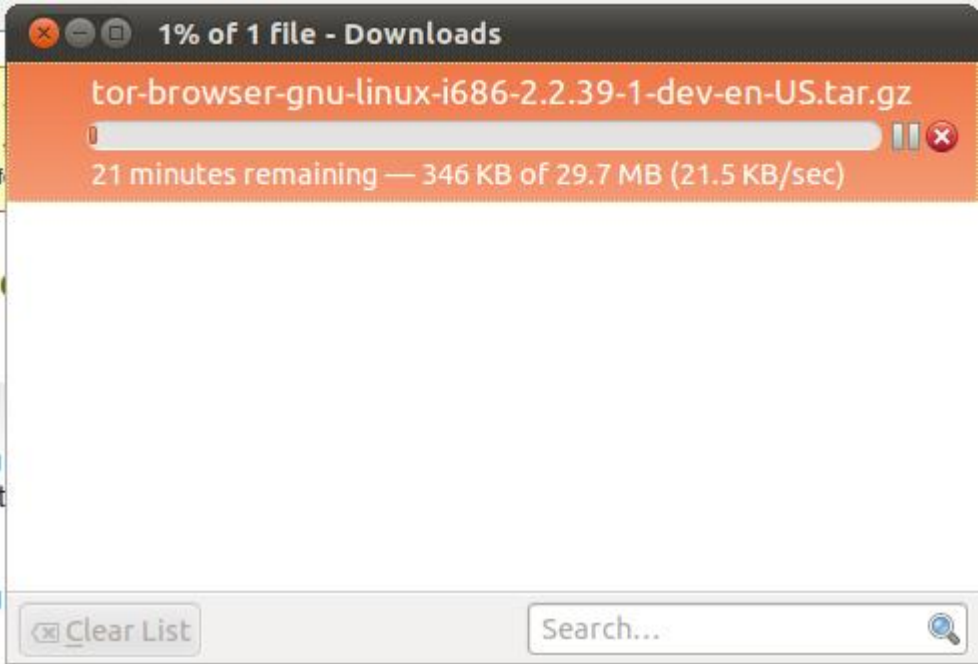 1% of 1 file - Downloads
tor-browser-gnu-linux-i686-2.2.39-1-dev-en-US.tar.gz
21 minutes remaining — 346 KB of 29.7 MB (21.5 KB/sec)
Clear List
Search...